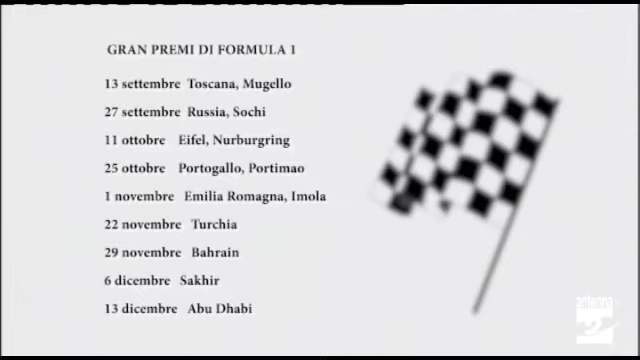 GRAN PREMI DI FORMULA 1
13 settembre Toscana, Mugello
27 settembre Russia, Sochi
11 ottobre Eifel, Nurburgring
25 ottobre Portogallo, Portimao
1 novembre Emilia Romagna, Imola
22 novembre Turchia
29 novembre Bahrain
6 dicembre Sakhir
13 dicembre Abu Dhabi
antenna
2